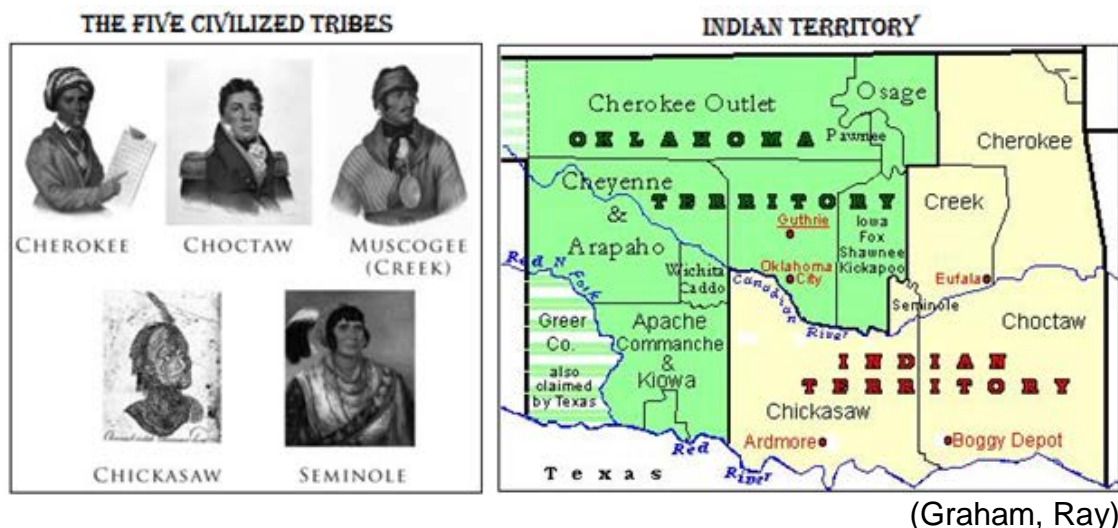 THE FIVE CIVILIZED TRIBES
CHEROKEE
CHOCTAW
MUSCOGEE
(CREEK)
CHICKASAW
SEMINOLE
INDIAN TERRITORY
Cherokee Outlet
Osage
Pawnee
OKLAHOMA
TERRITORY
Cherokee
Cheyenne
&
Arapaho
Creek
Guthrie
Iowa
Fox
Shawnee
Kickapoo
Red N Fork
Wichita
Caddo
Oklahoma
City
Canadian
River
Eufala
Seminole
Choctaw
Greer
Co.
also
claimed
by Texas
Apache
Commanche
&
Kiowa
INDIAN
TERRITORY
Chickasaw
Ardmore
Boggy Depot
Red
River
Texas
(Graham, Ray)